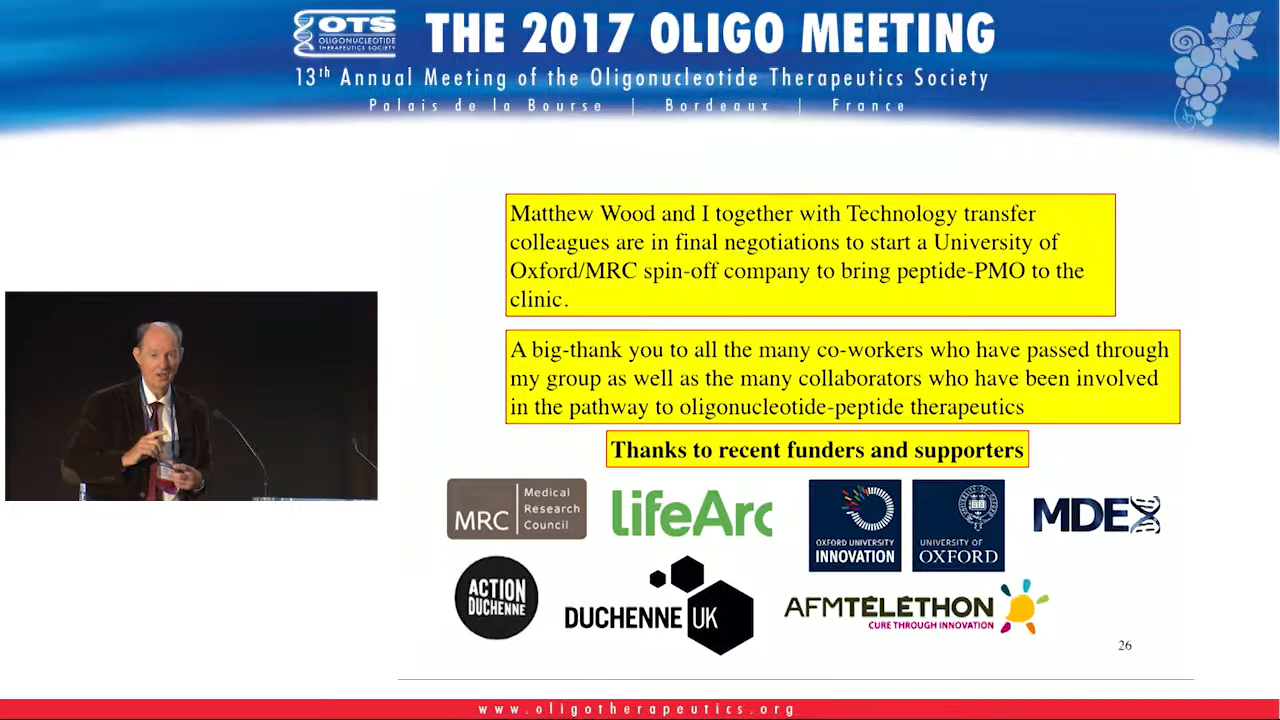 OTS
OLIGONUCLEOTIDE
THERAPEUTICS SOCIETY
THE 2017 OLIGO MEETING
13th Annual Meeting of the Oligonucleotide Therapeutics Society
Palais de la Bourse | Bordeaux | France
Matthew Wood and I together with Technology transfer
colleagues are in final negotiations to start a University of
Oxford/MRC spin-off company to bring peptide-PMO to the
clinic.
A big-thank you to all the many co-workers who have passed through
my group as well as the many collaborators who have been involved
in the pathway to oligonucleotide-peptide therapeutics
Thanks to recent funders and supporters
MRC
Medical
Research
Council
LifeArc
OXFORD UNIVERSITY
INNOVATION
UNIVERSITY OF
OXFORD
MDEX
ACTION
DUCHENNE
DUCHENNE UK
AFMTÉLÉTHON
CURE THROUGH INNOVATION
26
www.oligotherapeutics.org